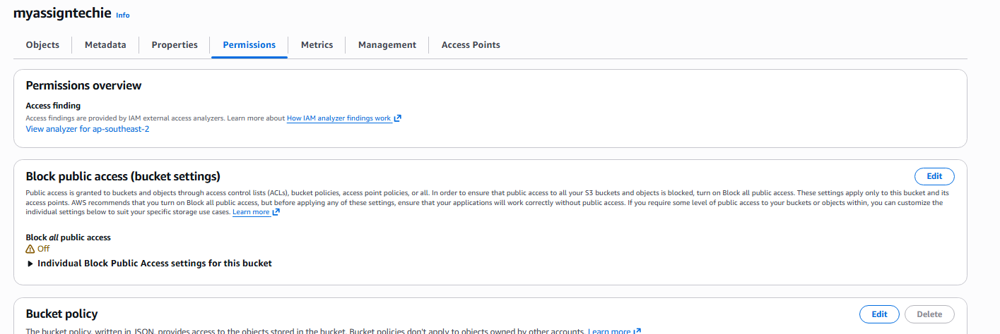 myassigntechie Info
Objects Metadata Properties Permissions Metrics Management Access Points
Permissions overview
Access finding
Access findings are provided by IAM external access analyzers. Learn more about How IAM analyzer findings work
View analyzer for ap-southeast-2
Block public access (bucket settings) Edit
Public access is granted to buckets and objects through access control lists (ACLs), bucket policies, access point policies, or all. In order to ensure that public access to all your S3 buckets and objects is blocked, turn on Block all public access. These settings apply only to this bucket and its
access points. AWS recommends that you turn on Block all public access, but before applying any of these settings, ensure that your applications will work correctly without public access. If you require some level of public access to your buckets or objects within, you can customize the
individual settings below to suit your specific storage use cases. Learn more
Block all public access
Off
Individual Block Public Access settings for this bucket
Bucket policy Edit Delete
The bucket policy, written in JSON, provides access to the objects stored in the bucket. Bucket policies don't apply to objects owned by other accounts. Learn more